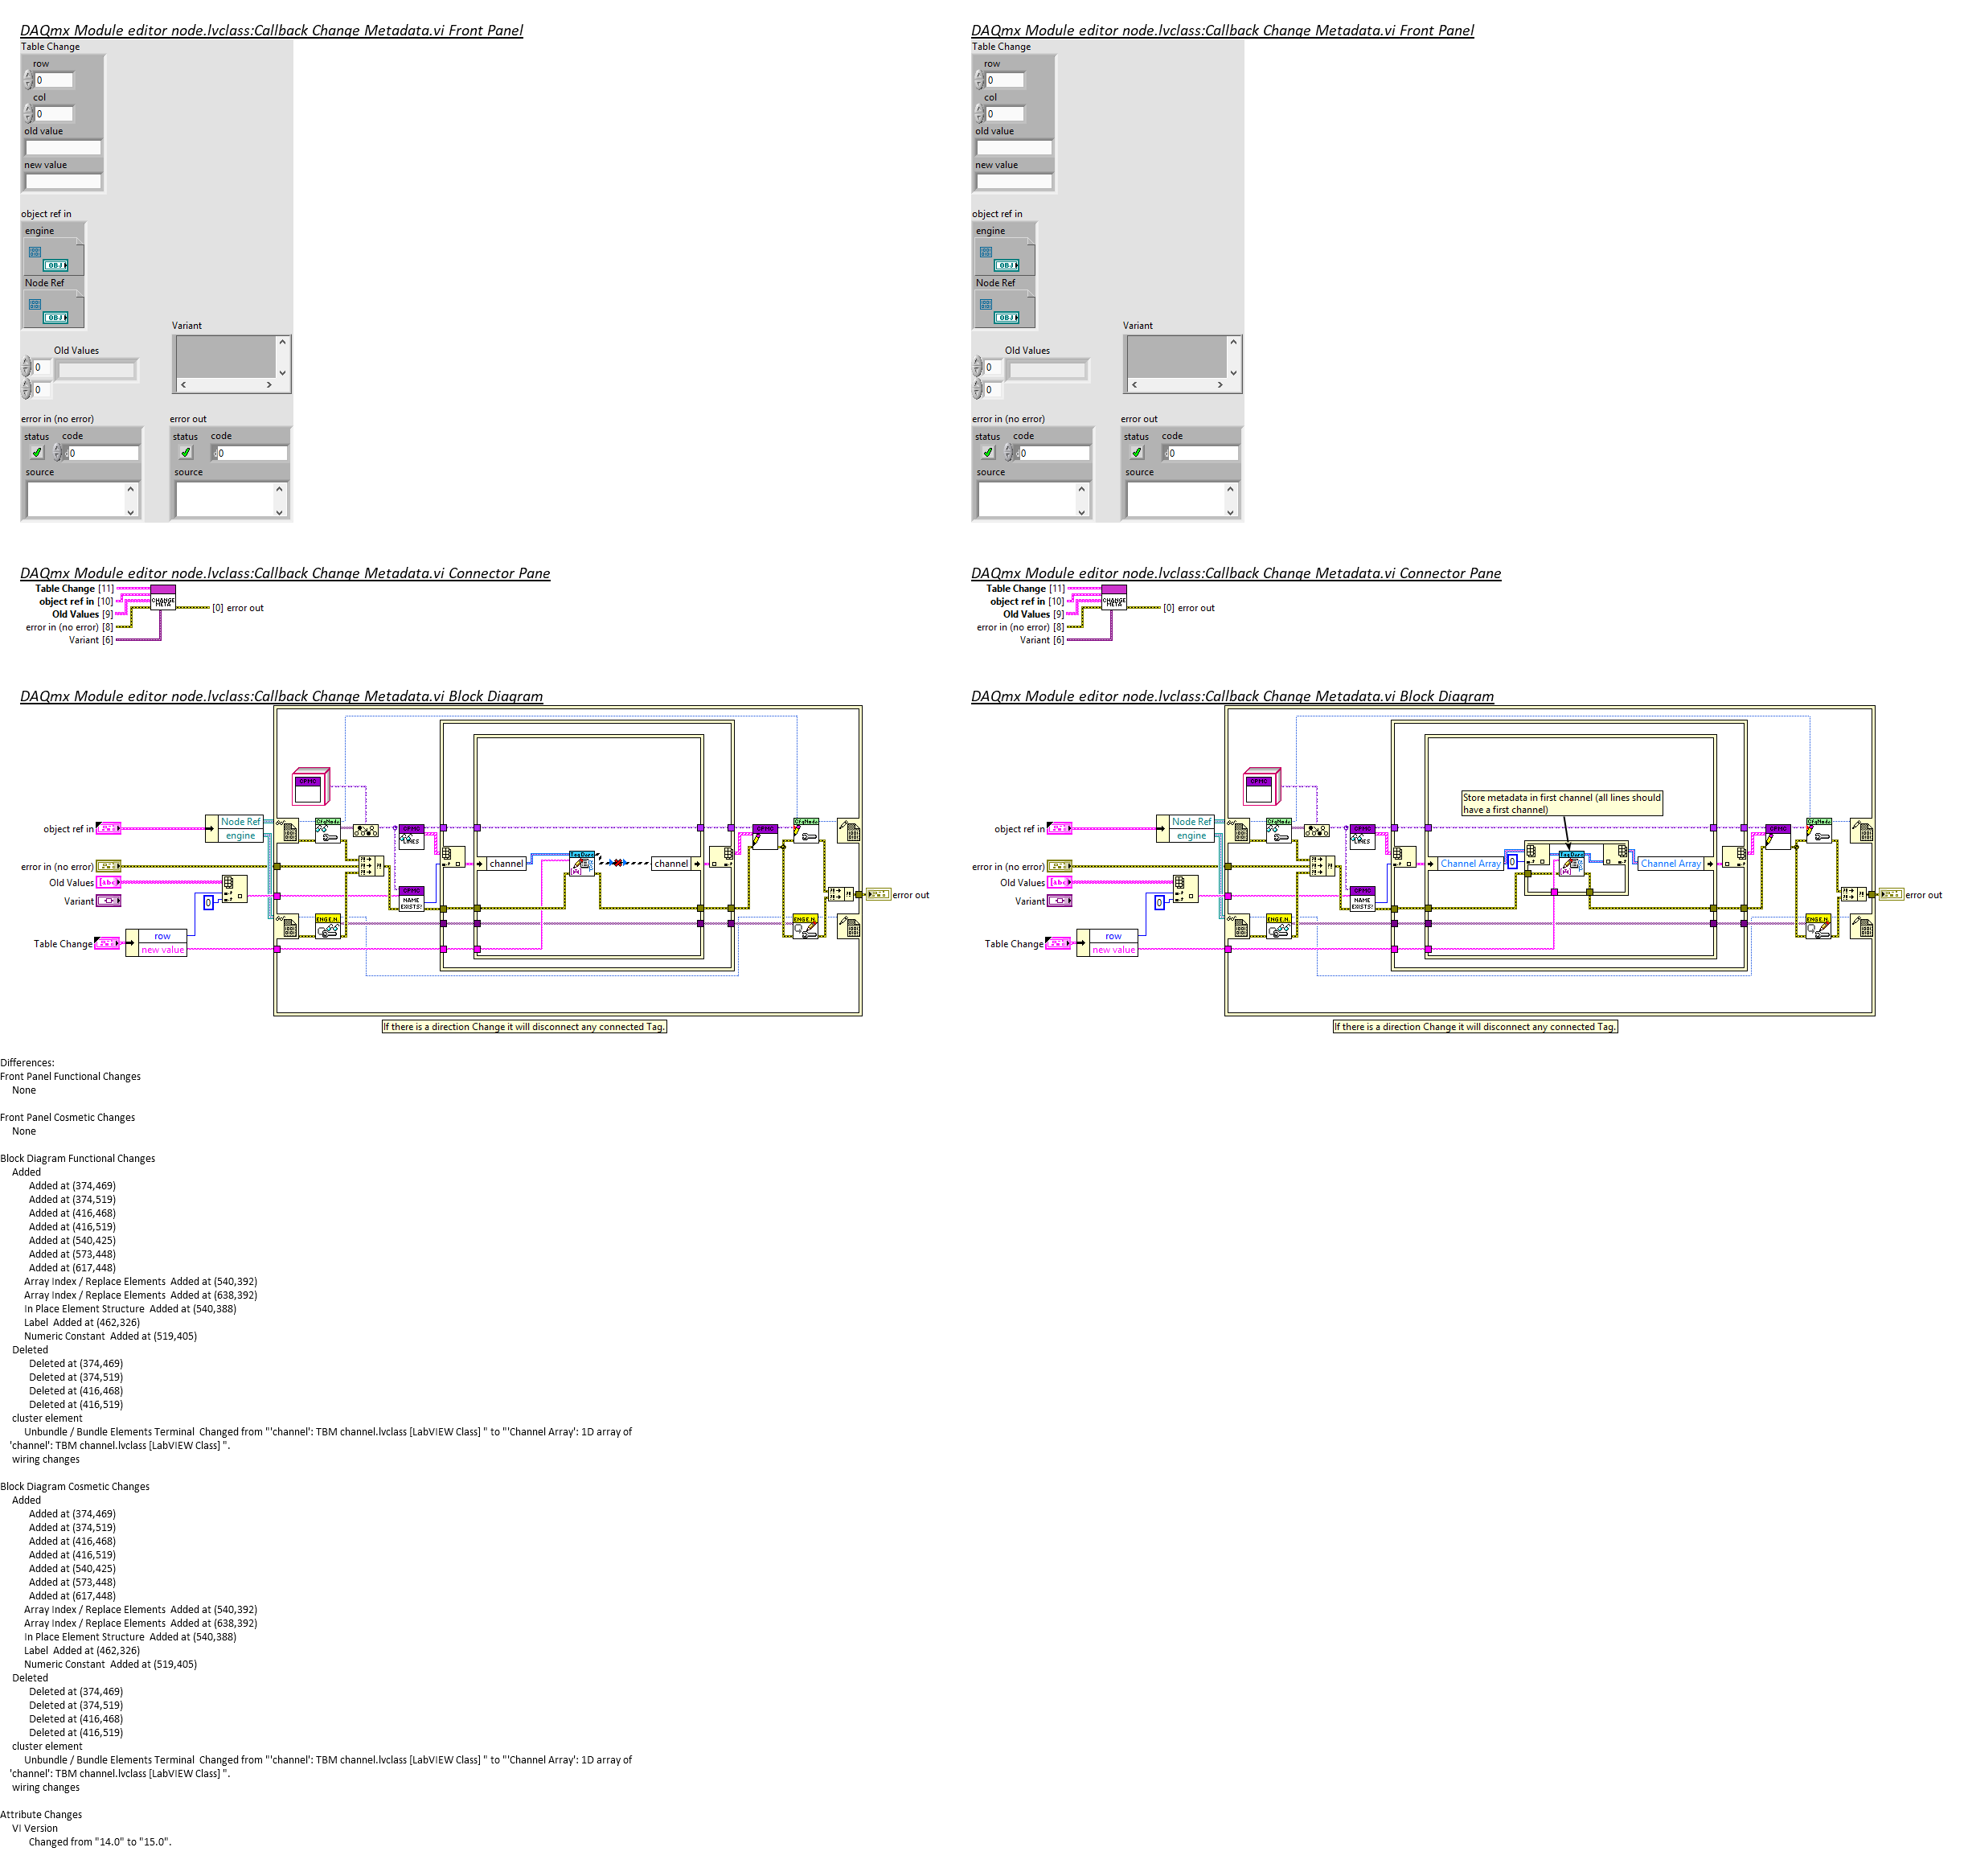 DAQmx Module editor node.lvclass:Callback Change Metadata.vi Front Panel
Table Change
row
0
col
0
old value
new value
object ref in
engine
OBJ
Node Ref
OBJ
Variant
Old Values
0
0
error in (no error)
error out
status
code
0
status
code
0
source
source
DAQmx Module editor node.lvclass:Callback Change Metadata.vi Connector Pane
Table Change [11]
object ref in [10]
Old Values [9]
error in (no error) [8]
Variant [6]
CHANGE
META
[0] error out
DAQmx Module editor node.lvclass:Callback Change Metadata.vi Block Diagram
object ref in
Node Ref
engine
error in (no error)
Old Values
abc
Variant
0
Table Change
row
new value
LINES
NAME
EXISTS?
ENGE.N.
channel
channel
ENGE.N.
error out
If there is a direction Change it will disconnect any connected Tag.
DAQmx Module editor node.lvclass:Callback Change Metadata.vi Front Panel
Table Change
row
0
col
0
old value
new value
object ref in
engine
OBJ
Node Ref
OBJ
Variant
Old Values
0
0
error in (no error)
error out
status
code
0
status
code
0
source
source
DAQmx Module editor node.lvclass:Callback Change Metadata.vi Connector Pane
Table Change [11]
object ref in [10]
Old Values [9]
error in (no error) [8]
Variant [6]
CHANGE
META
[0] error out
DAQmx Module editor node.lvclass:Callback Change Metadata.vi Block Diagram
Store metadata in first channel (all lines should
have a first channel)
object ref in
Node Ref
engine
error in (no error)
Old Values
abc
Variant
0
Table Change
row
new value
LINES
NAME
EXISTS?
ENGE.N.
Channel Array
0
Channel Array
ENGE.N.
error out
If there is a direction Change it will disconnect any connected Tag.
Differences:
Front Panel Functional Changes
None
Front Panel Cosmetic Changes
None
Block Diagram Functional Changes
Added
Added at (374,469)
Added at (374,519)
Added at (416,468)
Added at (416,519)
Added at (540,425)
Added at (573,448)
Added at (617,448)
Array Index / Replace Elements  Added at (540,392)
Array Index / Replace Elements  Added at (638,392)
In Place Element Structure  Added at (540,388)
Label  Added at (462,326)
Numeric Constant  Added at (519,405)
Deleted
Deleted at (374,469)
Deleted at (374,519)
Deleted at (416,468)
Deleted at (416,519)
cluster element
Unbundle / Bundle Elements Terminal  Changed from "'channel': TBM channel.lvclass [LabVIEW Class] " to "'Channel Array': 1D array of
'channel': TBM channel.lvclass [LabVIEW Class] ".
wiring changes
Block Diagram Cosmetic Changes
Added
Added at (374,469)
Added at (374,519)
Added at (416,468)
Added at (416,519)
Added at (540,425)
Added at (573,448)
Added at (617,448)
Array Index / Replace Elements  Added at (540,392)
Array Index / Replace Elements  Added at (638,392)
In Place Element Structure  Added at (540,388)
Label  Added at (462,326)
Numeric Constant  Added at (519,405)
Deleted
Deleted at (374,469)
Deleted at (374,519)
Deleted at (416,468)
Deleted at (416,519)
cluster element
Unbundle / Bundle Elements Terminal  Changed from "'channel': TBM channel.lvclass [LabVIEW Class] " to "'Channel Array': 1D array of
'channel': TBM channel.lvclass [LabVIEW Class] ".
wiring changes
Attribute Changes
VI Version
Changed from "14.0" to "15.0".